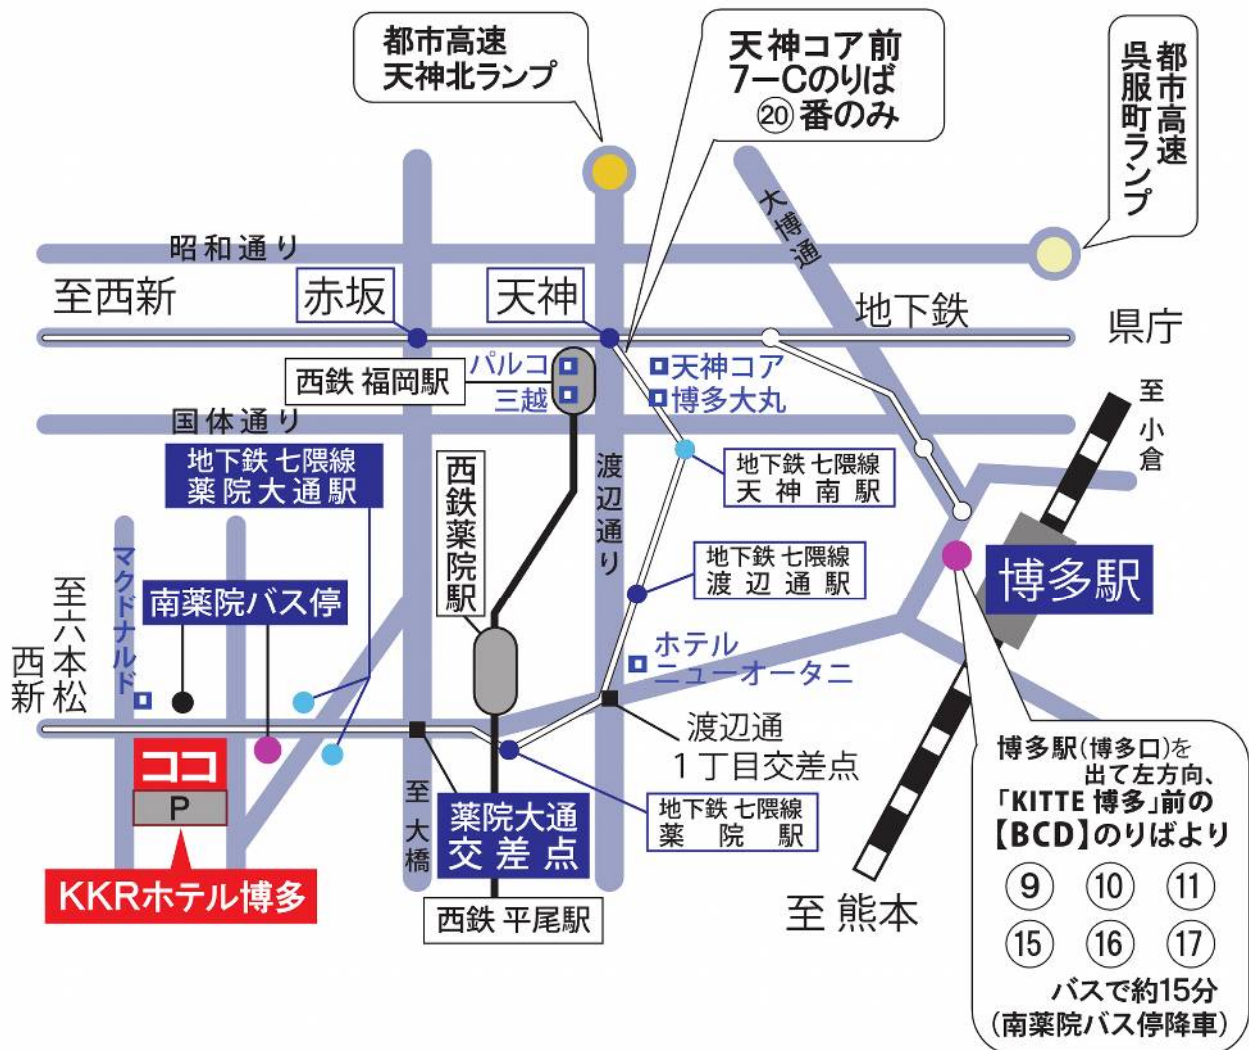 都市高速
天神北ランプ
天神コア前
7ーCのりば
⑳番のみ
都市高速
呉服町ランプ
大博通
昭和通り
至西新
赤坂
天神
地下鉄
県庁
西鉄 福岡駅
パルコ
三越
天神コア
博多大丸
至 小倉
国体通り
地下鉄 七隈線
薬院大通駅
西鉄薬院駅
渡辺通り
地下鉄 七隈線
天神南駅
地下鉄 七隈線
渡辺通駅
博多駅
マクドナルド
南薬院バス停
至六本松
西新
ホテル
ニューオータニ
渡辺通
1丁目交差点
ココ
P
KKRホテル博多
至大橋
薬院大通
交差点
地下鉄 七隈線
薬院駅
西鉄 平尾駅
至 熊本
博多駅(博多口)を
出て左方向、
「KITTE 博多」前の
【BCD】のりばより
⑨ ⑩ ⑪
⑮ ⑯ ⑰
バスで約15分
(南薬院バス停降車)